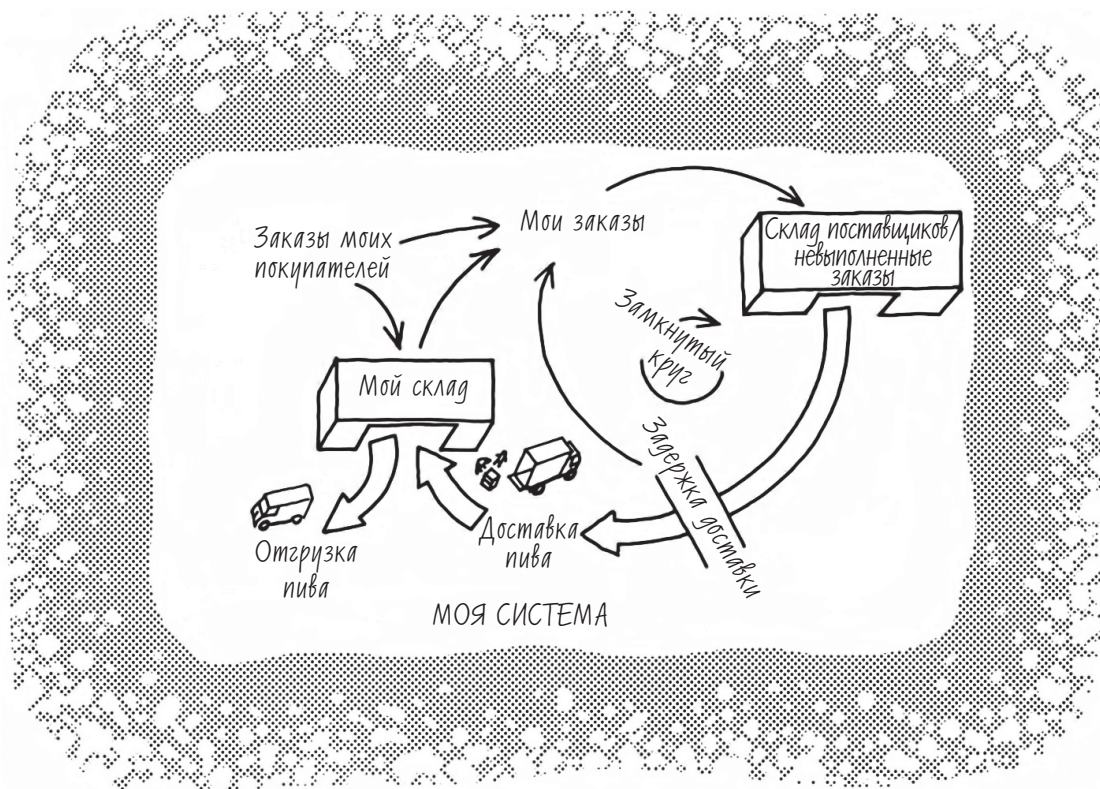 Мои заказы
Заказы моих
покупателей
Склад поставщиков/
невыполненные
заказы
Замкнутый
круг
Мой склад
Задержка доставки
Доставка
пива
Отгрузка
пива
МОЯ СИСТЕМА